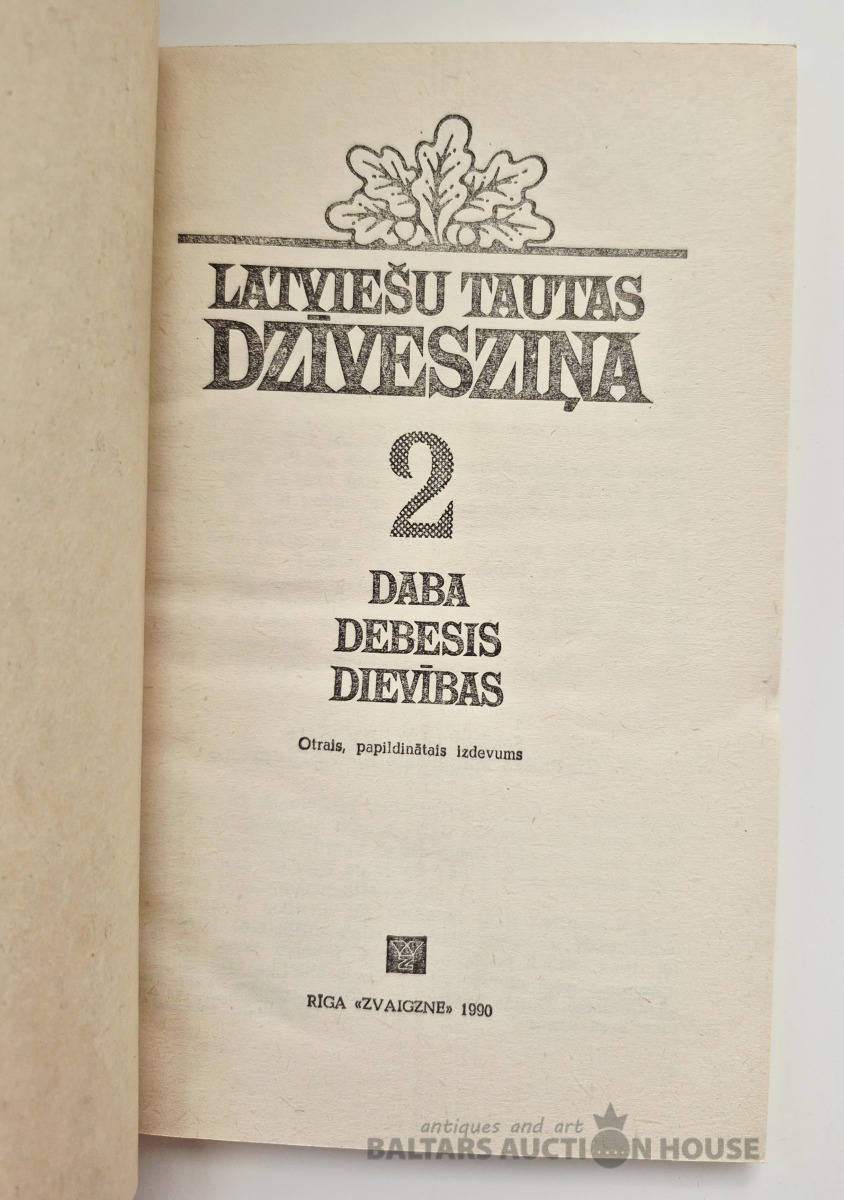 LATVIEŠU TAUTAS
DZĪVESZIŅA
2
DABA
DEBESIS
DIEVĪBAS
Otrais, papildinātais izdevums
RĪGA «ZVAIGZNE» 1990
antiques and art
BALTARS AUCTION HOUSE